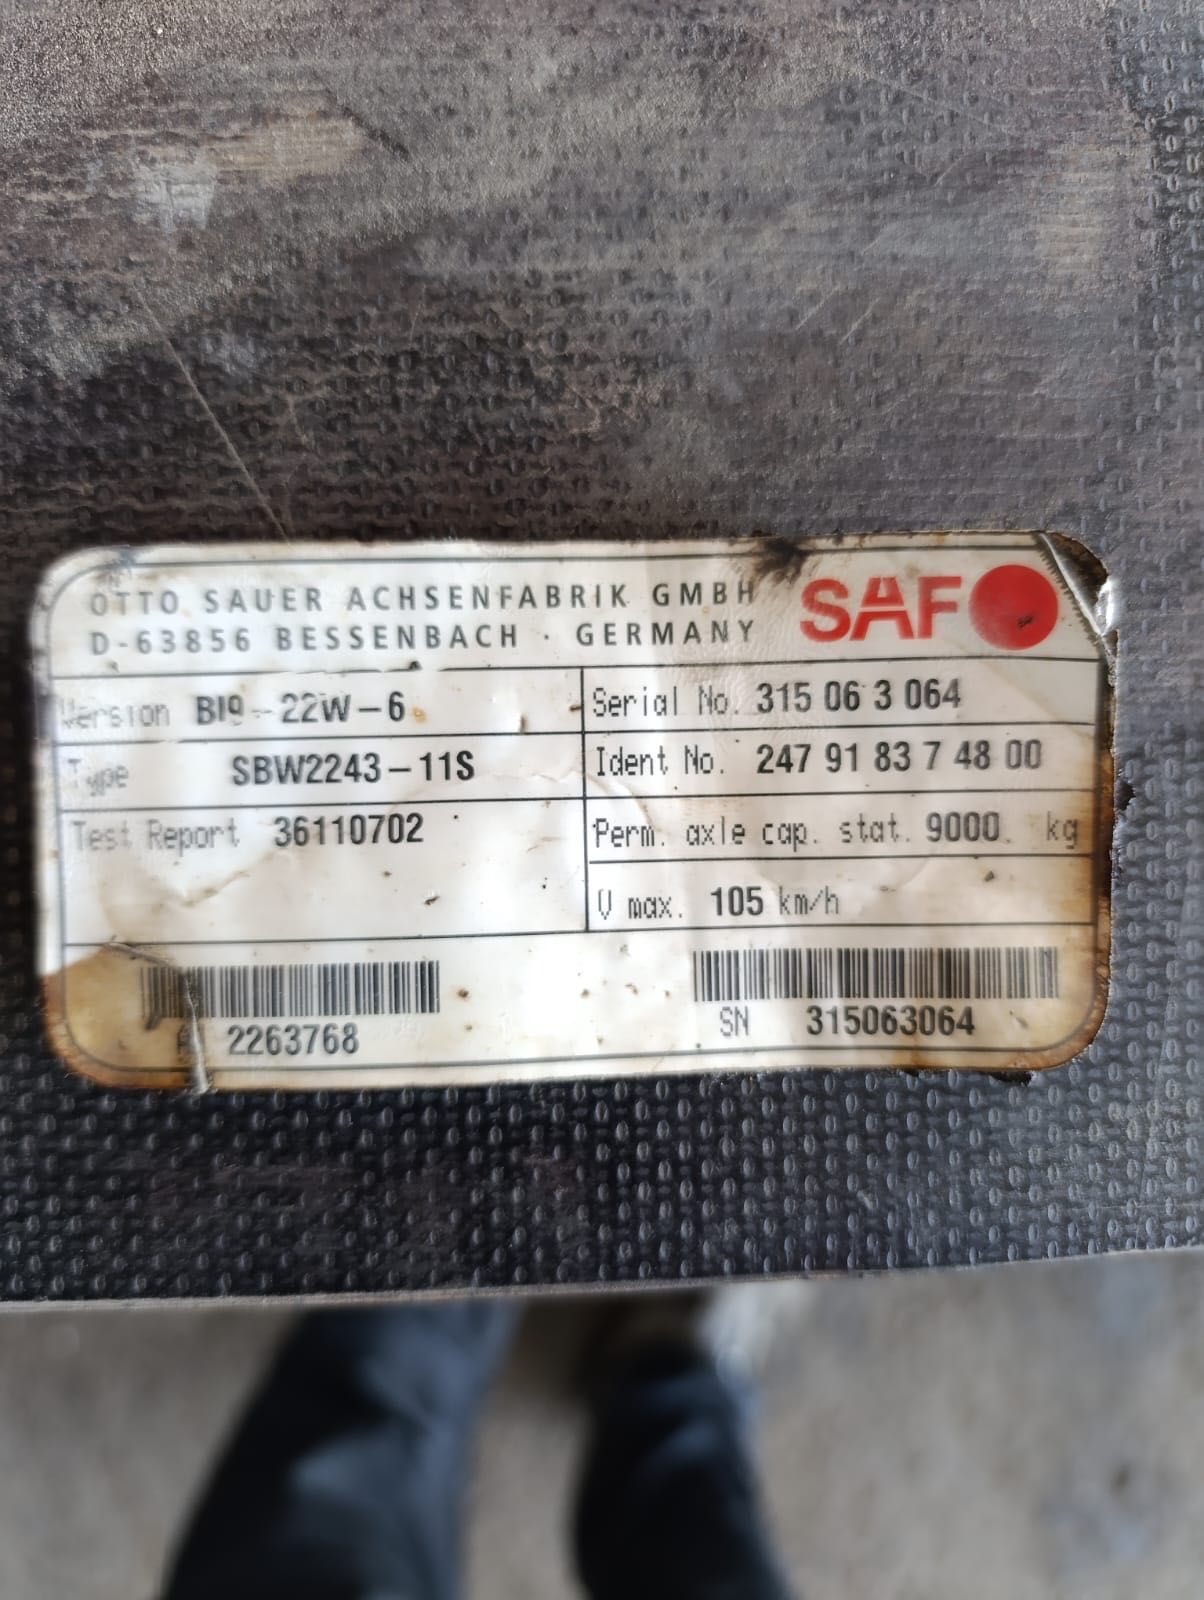 OTTO SAUER ACHSENFABRIK GMBH
D-63856 BESSENBACH · GERMANY
SAF
Version BI9-22W-6
Serial No. 315 06 3 064
Type SBW2243-11S
Ident No. 247 91 83 7 48 00
Test Report 36110702
Perm. axle cap. stat. 9000 kg
V max. 105 km/h
2263768
SN 315063064